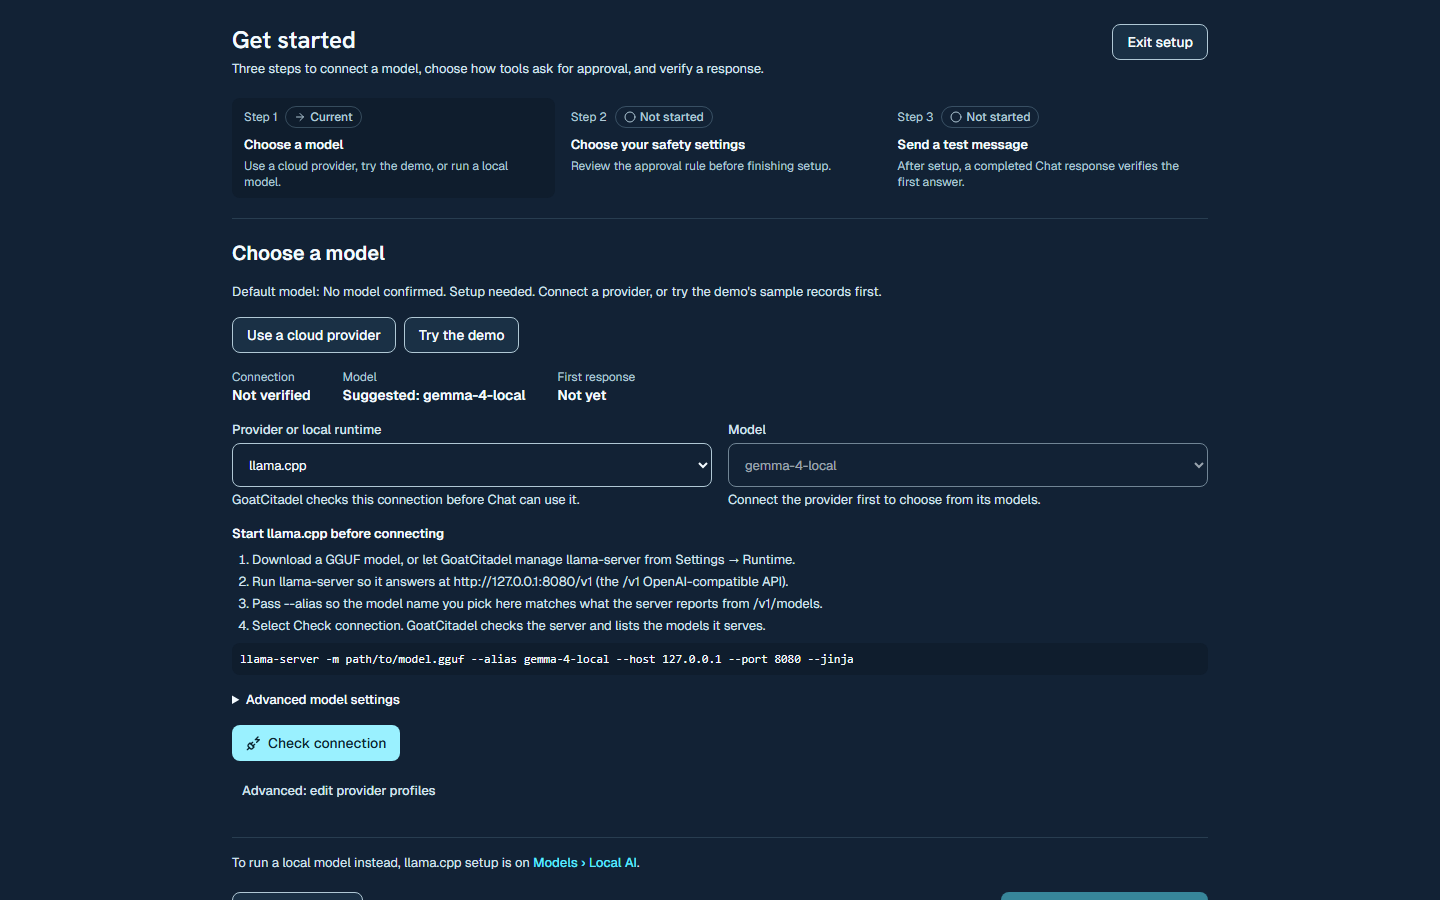 Get started
Exit setup
Three steps to connect a model, choose how tools ask for approval, and verify a response.
Step 1 → Current
Choose a model
Use a cloud provider, try the demo, or run a local
model.
Step 2 Not started
Choose your safety settings
Review the approval rule before finishing setup.
Step 3 Not started
Send a test message
After setup, a completed Chat response verifies the
first answer.
Choose a model
Default model: No model confirmed. Setup needed. Connect a provider, or try the demo's sample records first.
Use a cloud provider
Try the demo
Connection
Not verified
Model
Suggested: gemma-4-local
First response
Not yet
Provider or local runtime
llama.cpp
GoatCitadel checks this connection before Chat can use it.
Model
gemma-4-local
Connect the provider first to choose from its models.
Start llama.cpp before connecting
1. Download a GGUF model, or let GoatCitadel manage llama-server from Settings → Runtime.
2. Run llama-server so it answers at http://127.0.0.1:8080/v1 (the /v1 OpenAI-compatible API).
3. Pass --alias so the model name you pick here matches what the server reports from /v1/models.
4. Select Check connection. GoatCitadel checks the server and lists the models it serves.
llama-server -m path/to/model.gguf --alias gemma-4-local --host 127.0.0.1 --port 8080 --jinja
Advanced model settings
Check connection
Advanced: edit provider profiles
To run a local model instead, llama.cpp setup is on Models › Local AI.